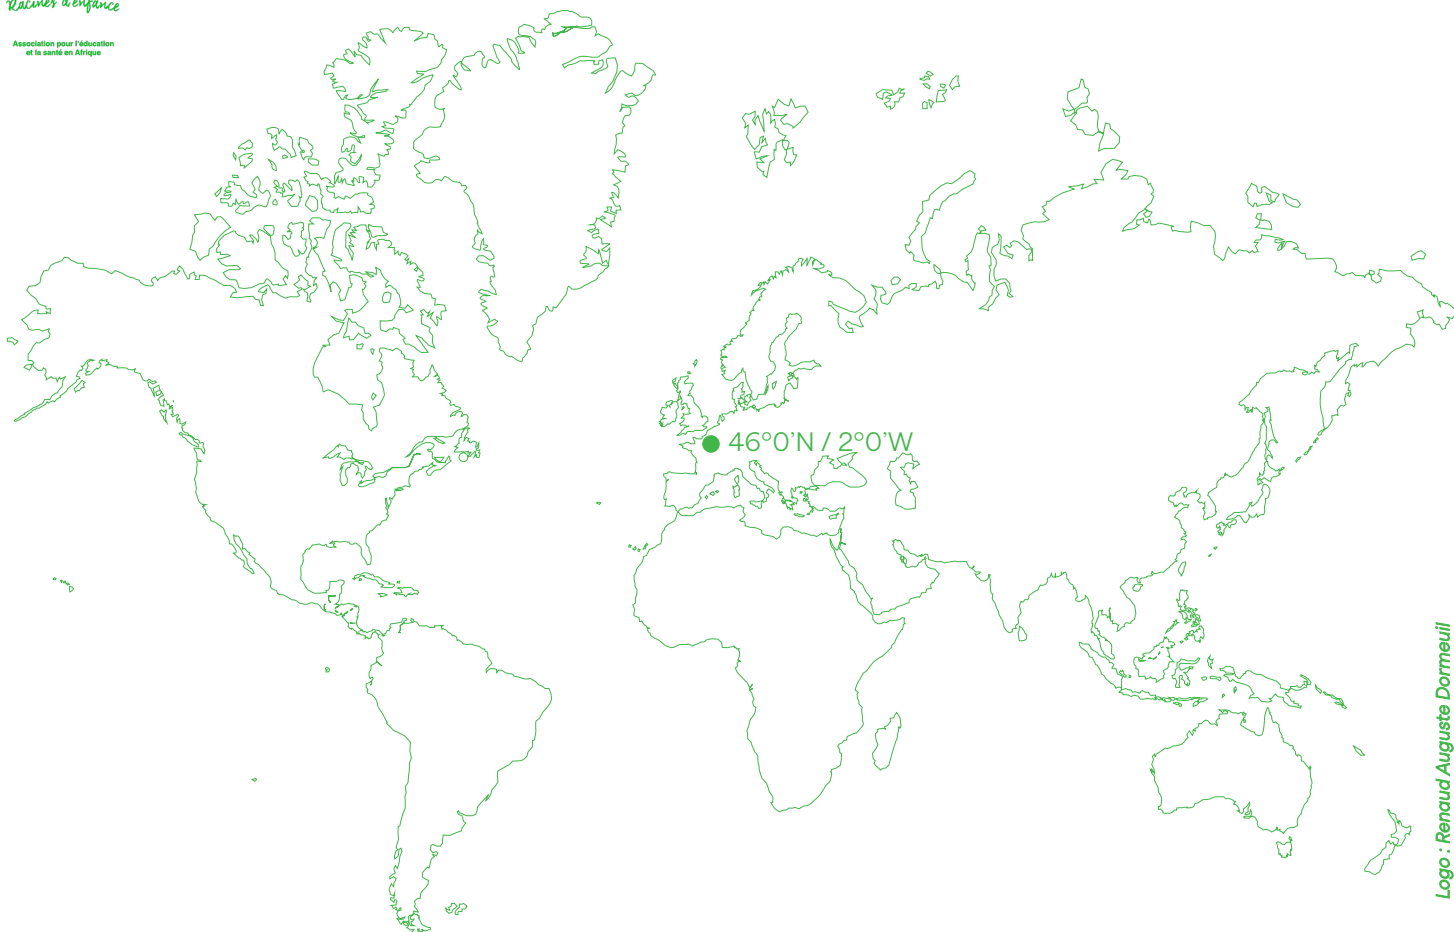 Racines d'enfance
Association pour l'éducation
et la santé en Afrique
46°0'N / 2°0'W
Logo : Renaud Auguste Dormeuil